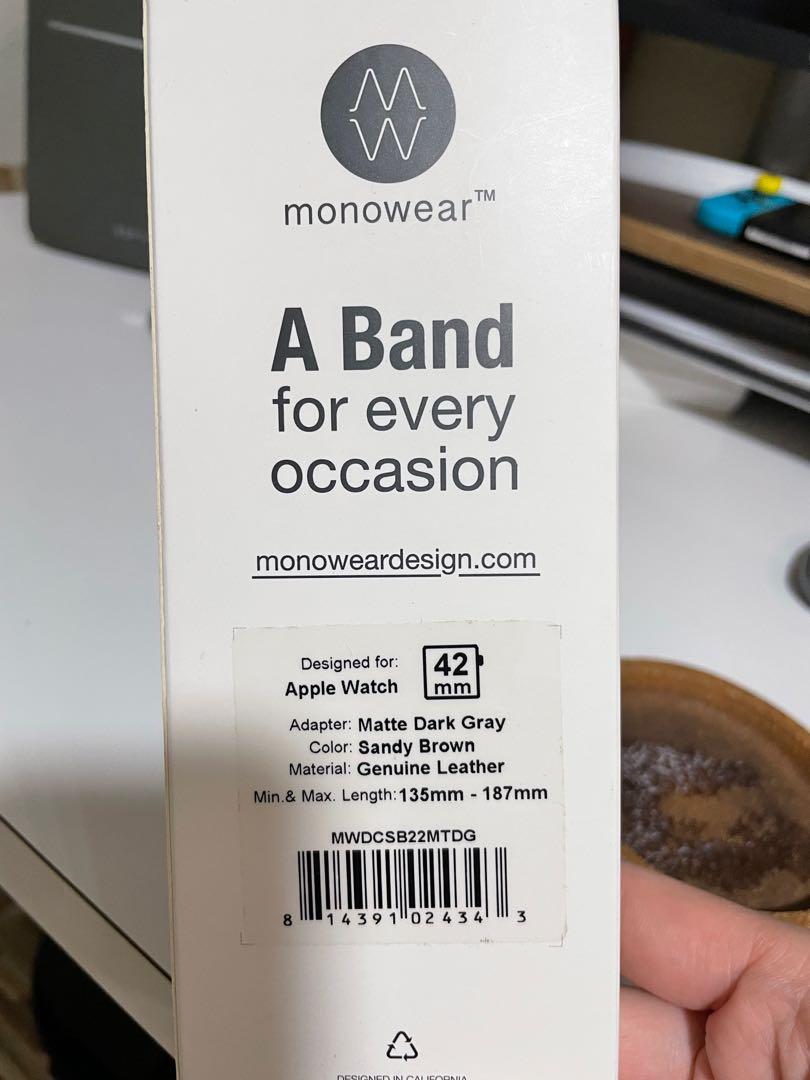 MW
monowear™
A Band
for every
occasion
monoweardesign.com
Designed for:
Apple Watch
42
mm
Adapter: Matte Dark Gray
Color: Sandy Brown
Material: Genuine Leather
Min.& Max. Length: 135mm - 187mm
MWDCSB22MTDG
8 14391 02434 3
DESIGNED IN CALIFORNIA